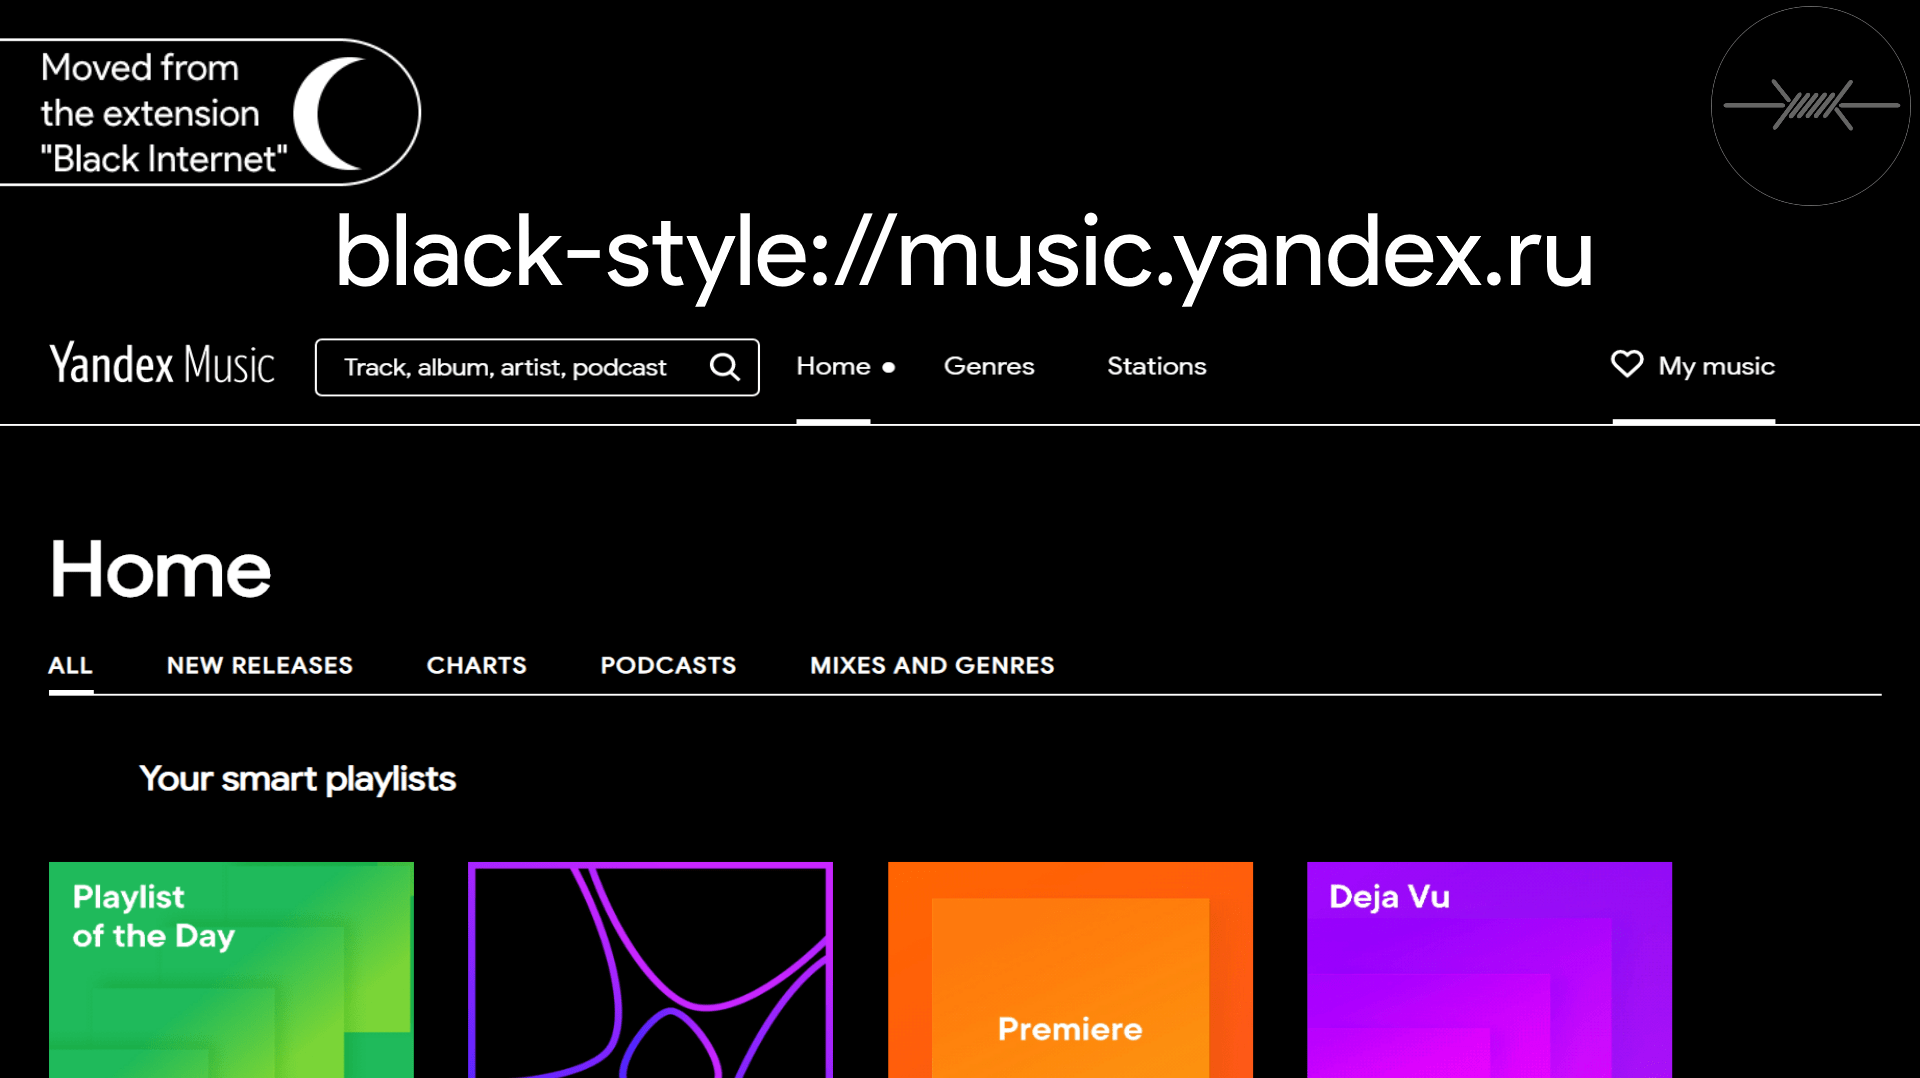 Moved from
the extension
"Black Internet"
black-style://music.yandex.ru
Yandex Music
Track, album, artist, podcast
Home
Genres
Stations
My music
Home
ALL
NEW RELEASES
CHARTS
PODCASTS
MIXES AND GENRES
Your smart playlists
Playlist
of the Day
Premiere
Deja Vu